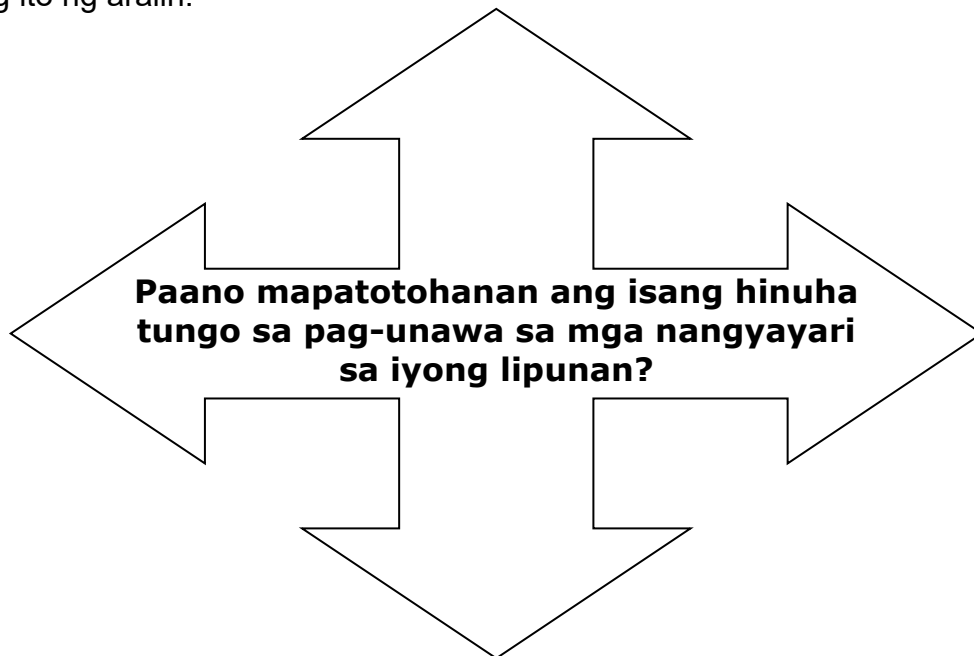 ito ng aralin.
Paano mapatotohanan ang isang hinuha
tungo sa pag-unawa sa mga nangyayari
sa iyong lipunan?